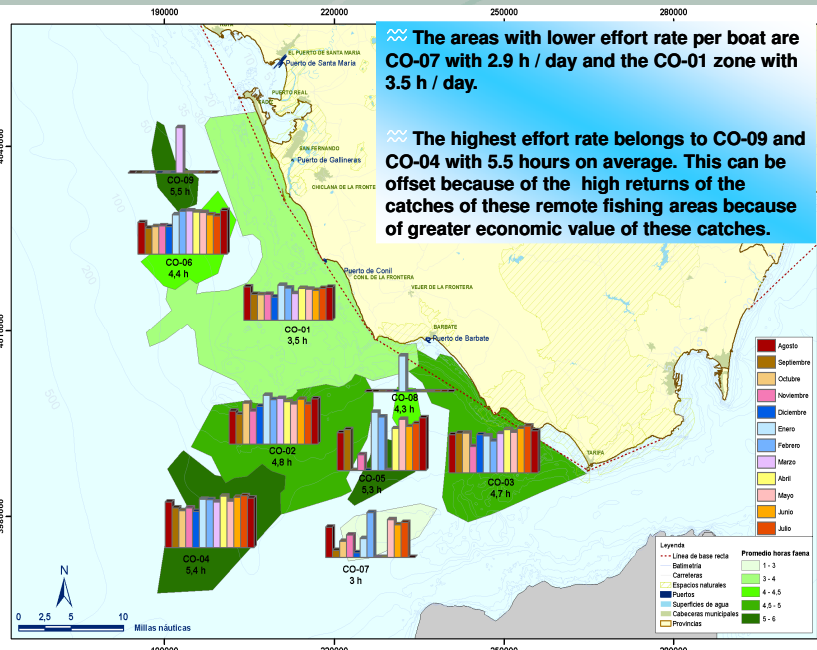 190000
220000
250000
280000
The areas with lower effort rate per boat are
CO-07 with 2.9 h / day and the CO-01 zone with
3.5 h / day.
The highest effort rate belongs to CO-09 and
CO-04 with 5.5 hours on average. This can be
offset because of the high returns of the
catches of these remote fishing areas because
of greater economic value of these catches.
EL PUERTO DE SANTA MARIA
Puerto de Santa María
PUERTO REAL
SAN FERNANDO
Puerto de Gallineras
CHICLANA DE LA FRONTE
CO-09
5,5 h
CO-06
4,4 h
Puerto de Conil
CONIL DE LA FRONTERA
VEJER DE LA FRONTERA
CO-01
3,5 h
BARBATE
Puerto de Barbate
CO-08
4,3 h
CO-02
4,8 h
CO-05
5,3 h
CO-03
4,7 h
TARIFA
CO-04
5,4 h
CO-07
3 h
50
100
200
500
Agosto
Septiembre
Octubre
Noviembre
Diciembre
Enero
Febrero
Marzo
Abril
Mayo
Junio
Julio
Leyenda
Línea de base recta
Batimetría
Carreteras
Espacios naturales
Puertos
Superficies de agua
Cabeceras municipales
Provincias
Promedio horas faena
1 - 3
3 - 4
4 - 4,5
4,5 - 5
5 - 6
N
0 2,5 5 10
Millas náuticas